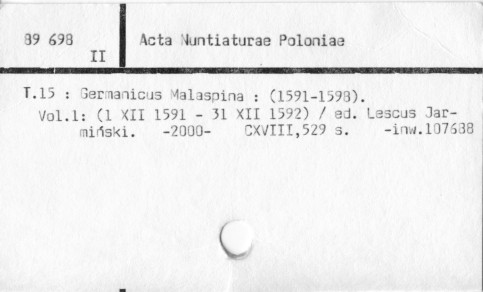 89 698
II
Acta Nuntiaturae Poloniae
T.15 : Germanicus Malaspina : (1591-1598).
Vol.1: (1 XII 1591 - 31 XII 1592) / ed. Lescus Jar-
miński. -2000- CXVIII,529 s. -inw.107688